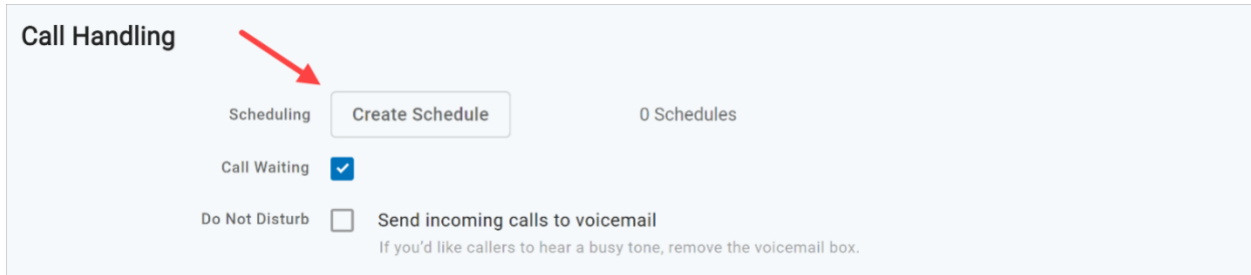 Call Handling
Scheduling Create Schedule 0 Schedules
Call Waiting
Do Not Disturb Send incoming calls to voicemail
If you'd like callers to hear a busy tone, remove the voicemail box.